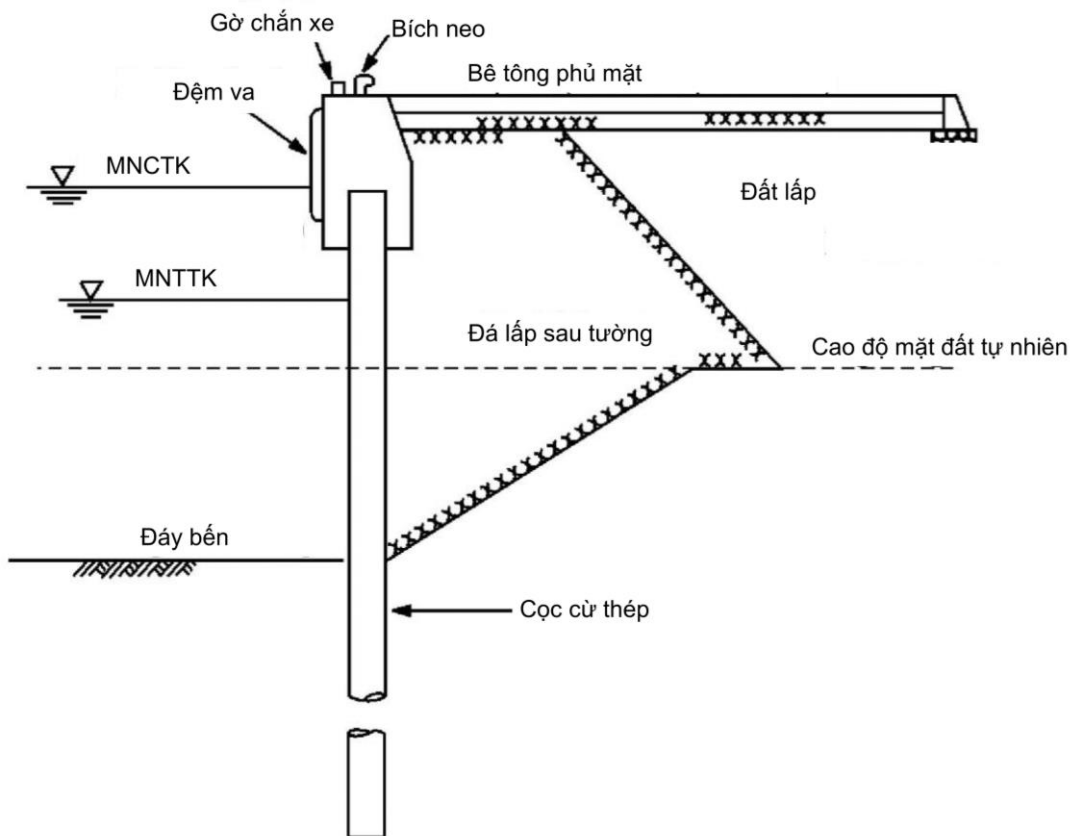 Gờ chắn xe
Bích neo
Bê tông phủ mặt
Đệm va
MNCTK
Đất lấp
MNTTK
Đá lấp sau tường
Cao độ mặt đất tự nhiên
Đáy bến
Cọc cừ thép